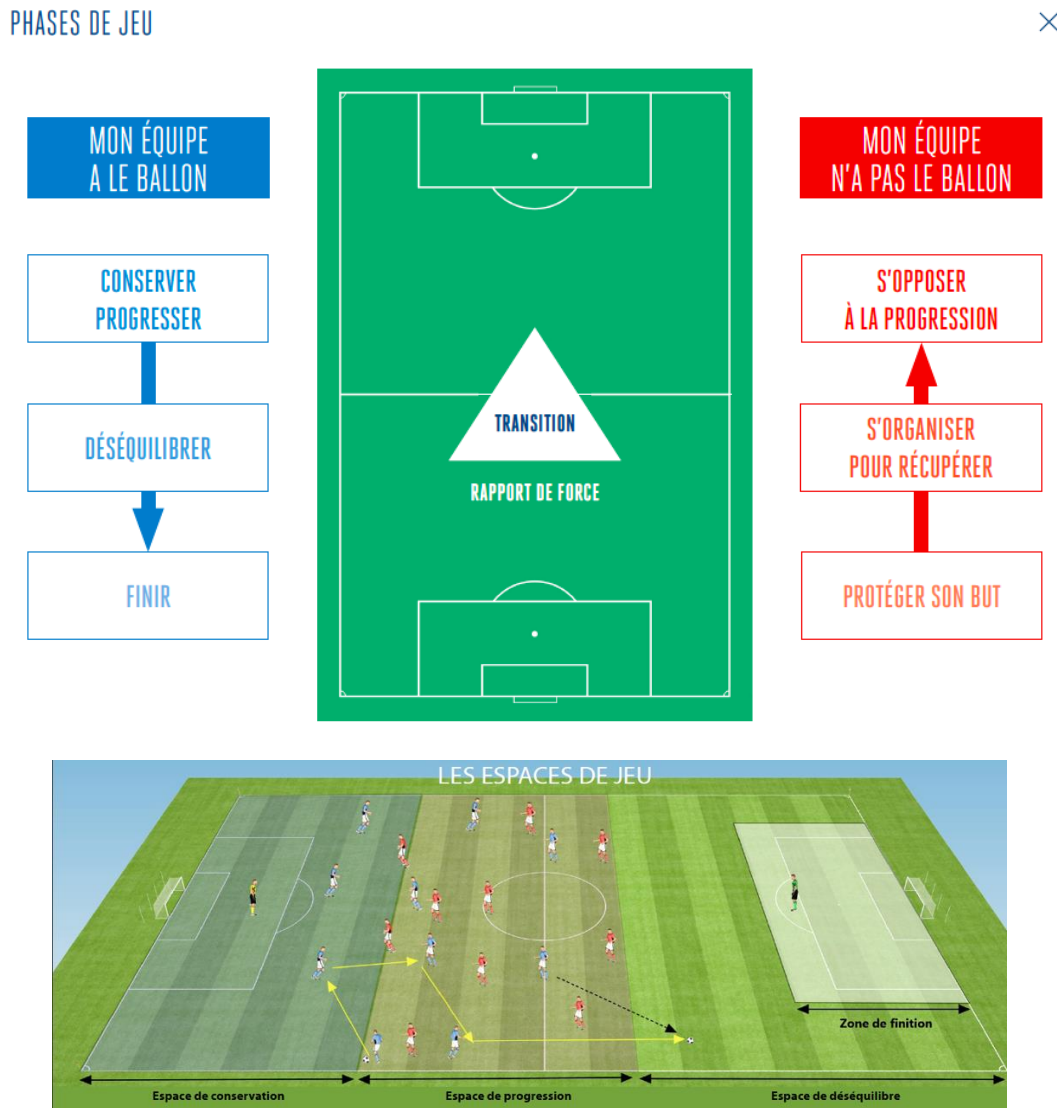 PHASES DE JEU
MON ÉQUIPE
A LE BALLON
MON ÉQUIPE
N'A PAS LE BALLON
CONSERVER
PROGRESSER
S'OPPOSER
À LA PROGRESSION
TRANSITION
DÉSÉQUILIBRER
S'ORGANISER
POUR RÉCUPÉRER
RAPPORT DE FORCE
FINIR
PROTÉGER SON BUT
LES ESPACES DE JEU
Zone de finition
Espace de conservation
Espace de progression
Espace de déséquilibre